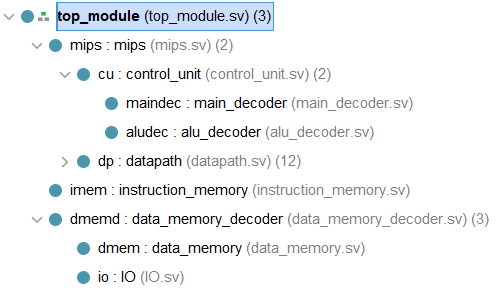 top_module (top_module.sv) (3)
mips : mips (mips.sv) (2)
cu : control_unit (control_unit.sv) (2)
maindec : main_decoder (main_decoder.sv)
aludec : alu_decoder (alu_decoder.sv)
dp : datapath (datapath.sv) (12)
imem : instruction_memory (instruction_memory.sv)
dmemd : data_memory_decoder (data_memory_decoder.sv) (3)
dmem : data_memory (data_memory.sv)
io : IO (IO.sv)